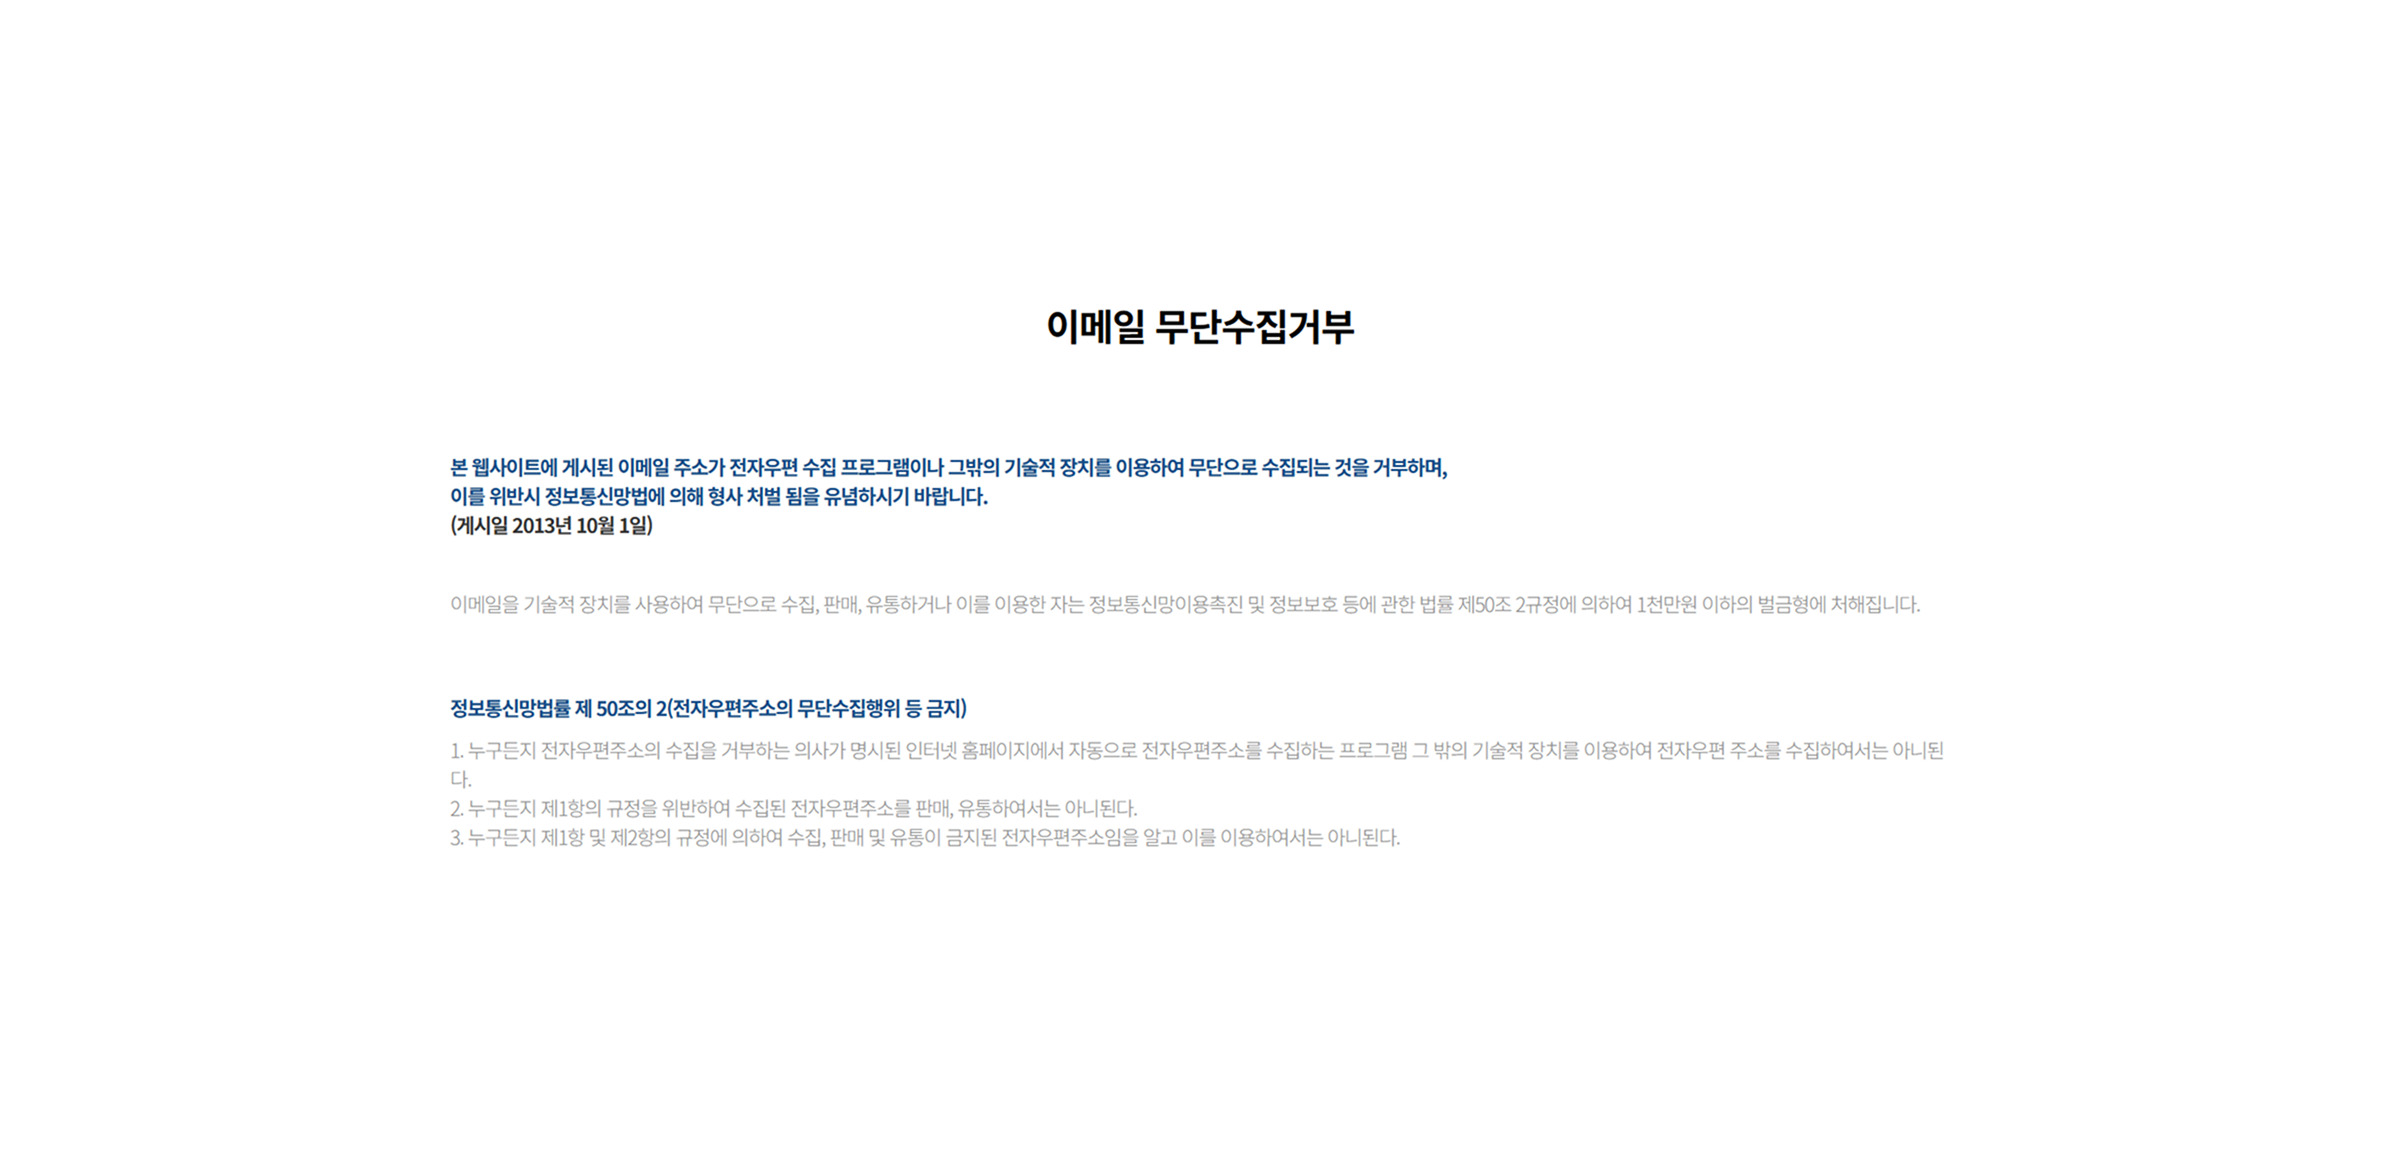 이메일 무단수집거부
본 웹사이트에 게시된 이메일 주소가 전자우편 수집 프로그램이나 그밖의 기술적 장치를 이용하여 무단으로 수집되는 것을 거부하며,
이를 위반시 정보통신망법에 의해 형사 처벌 됨을 유념하시기 바랍니다.
(게시일 2013년 10월 1일)
이메일을 기술적 장치를 사용하여 무단으로 수집, 판매, 유통하거나 이를 이용한 자는 정보통신망이용촉진 및 정보보호 등에 관한 법률 제50조 2규정에 의하여 1천만원 이하의 벌금형에 처해집니다.
정보통신망법률 제 50조의 2(전자우편주소의 무단수집행위 등 금지)
1. 누구든지 전자우편주소의 수집을 거부하는 의사가 명시된 인터넷 홈페이지에서 자동으로 전자우편주소를 수집하는 프로그램 그 밖의 기술적 장치를 이용하여 전자우편 주소를 수집하여서는 아니된
다.
2. 누구든지 제1항의 규정을 위반하여 수집된 전자우편주소를 판매, 유통하여서는 아니된다.
3. 누구든지 제1항 및 제2항의 규정에 의하여 수집, 판매 및 유통이 금지된 전자우편주소임을 알고 이를 이용하여서는 아니된다.